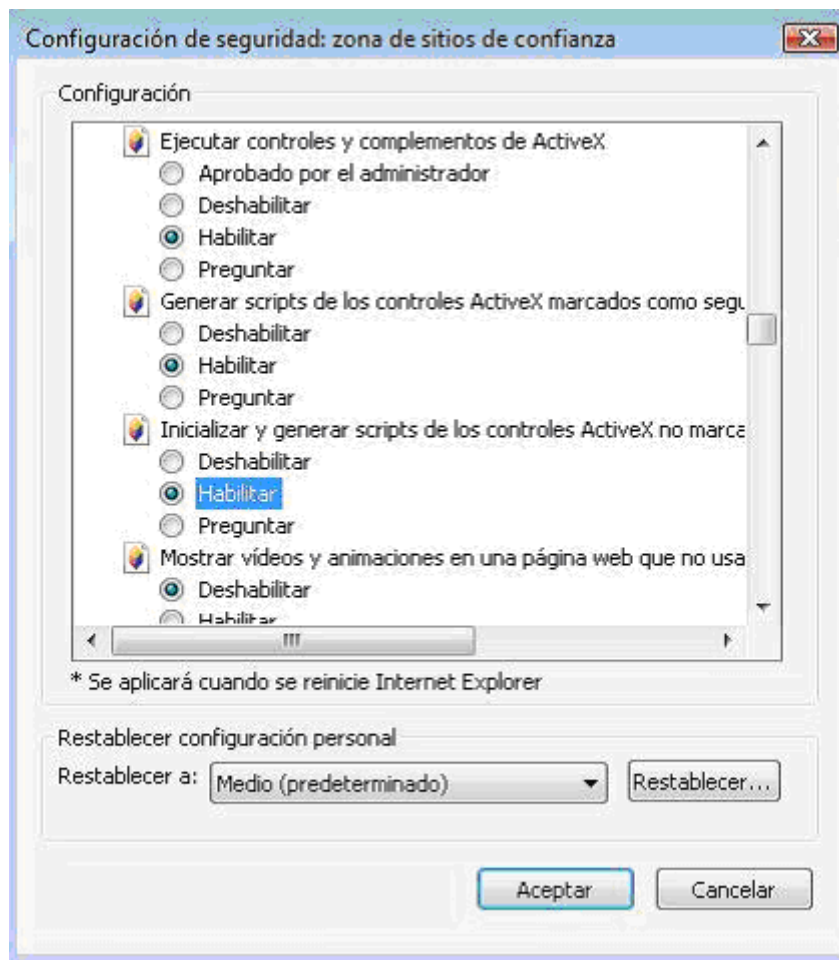 Configuración de seguridad: zona de sitios de confianza
Configuración
Ejecutar controles y complementos de ActiveX
Aprobado por el administrador
Deshabilitar
Habilitar
Preguntar
Generar scripts de los controles ActiveX marcados como segu
Deshabilitar
Habilitar
Preguntar
Inicializar y generar scripts de los controles ActiveX no marca
Deshabilitar
Habilitar
Preguntar
Mostrar vídeos y animaciones en una página web que no usa
Deshabilitar
Habilitar
* Se aplicará cuando se reinicie Internet Explorer
Restablecer configuración personal
Restablecer a: Medio (predeterminado) Restablecer...
Aceptar Cancelar